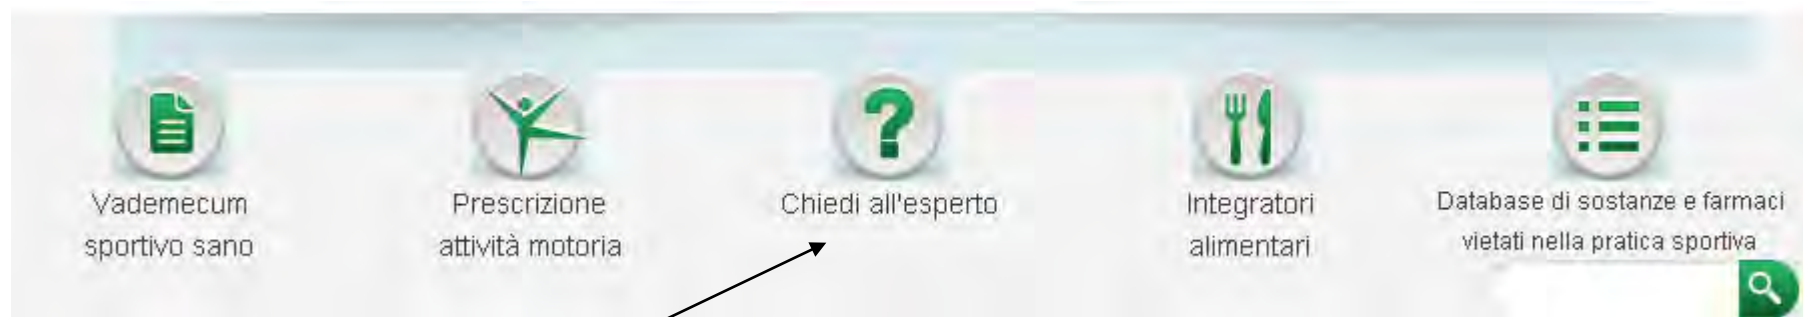 Vademecum
sportivo sano
Prescrizione
attività motoria
Chiedi all'esperto
Integratori
alimentari
Database di sostanze e farmaci
vietati nella pratica sportiva